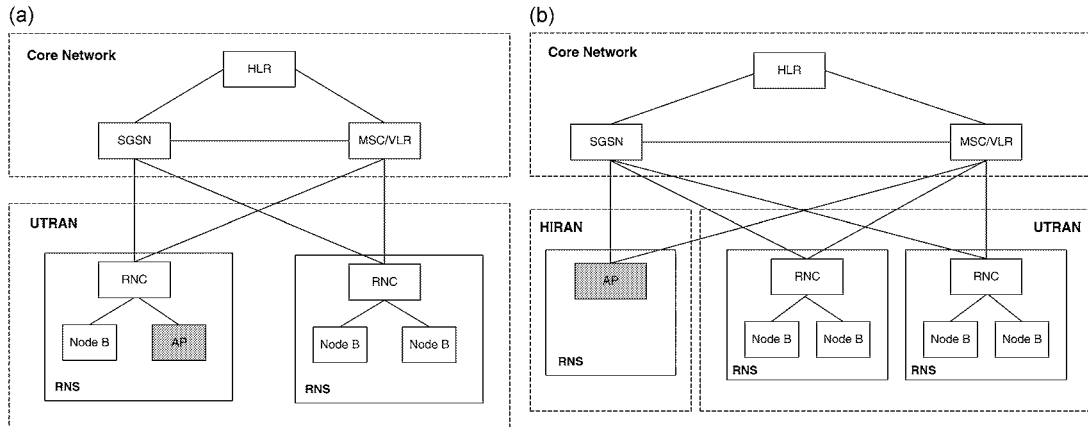 (a)
Core Network
HLR
SGSN
MSC/VLR
UTRAN
RNC
Node B
AP
RNS
RNC
Node B
Node B
RNS
(b)
Core Network
HLR
SGSN
MSC/VLR
HIRAN
AP
RNS
UTRAN
RNC
Node B
Node B
RNS
RNC
Node B
Node B
RNS